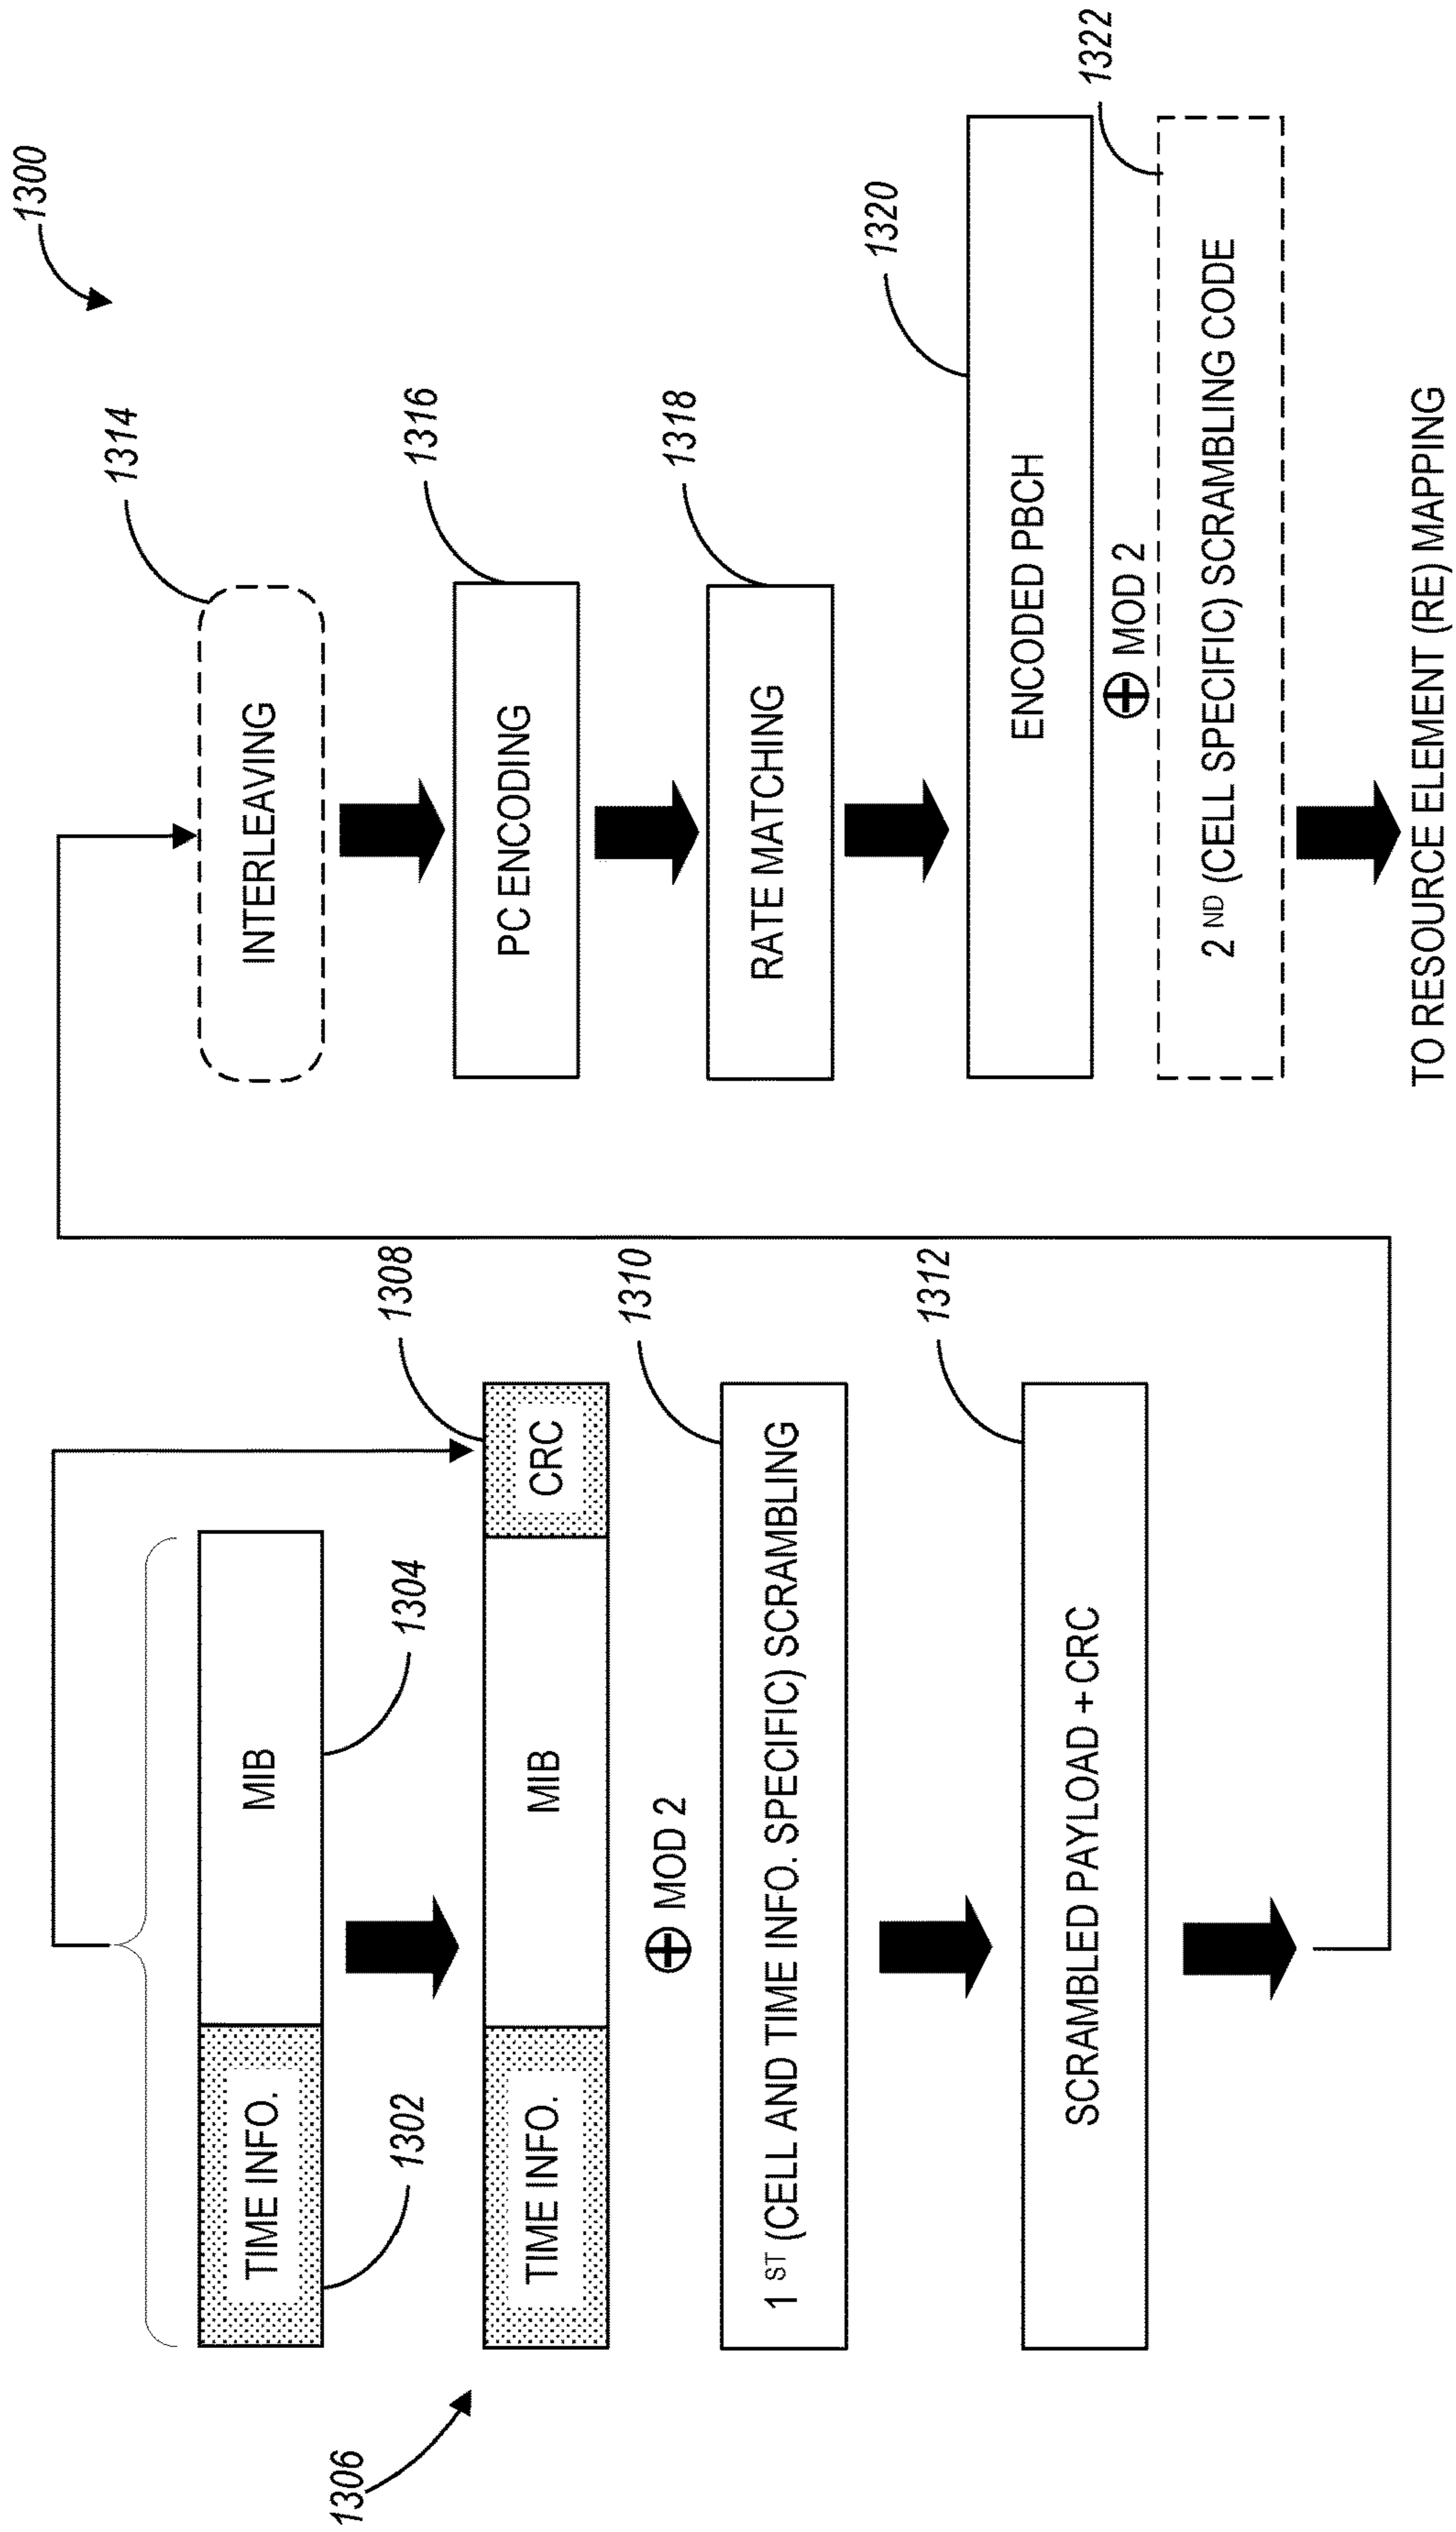 1300
TIME INFO.
MIB
1302
1304
1306
TIME INFO.
MIB
CRC
1308
MOD 2
1310
1 ST (CELL AND TIME INFO. SPECIFIC) SCRAMBLING
1312
SCRAMBLED PAYLOAD + CRC
1314
INTERLEAVING
1316
PC ENCODING
1318
RATE MATCHING
1320
ENCODED PBCH
MOD 2
1322
2 ND (CELL SPECIFIC) SCRAMBLING CODE
TO RESOURCE ELEMENT (RE) MAPPING